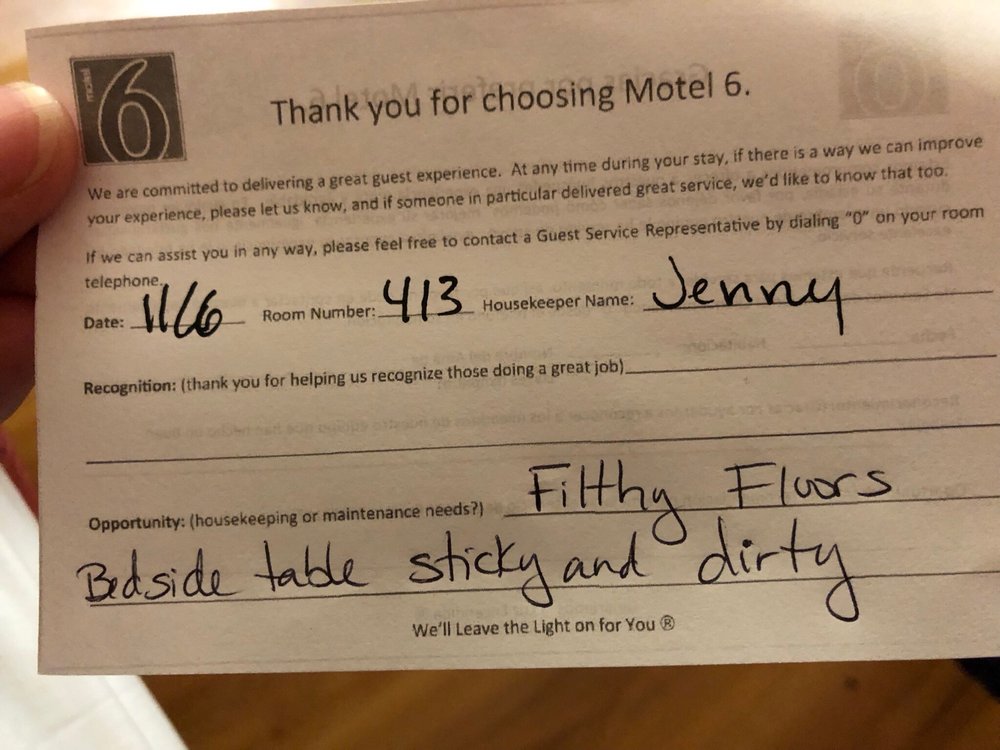 motel
6
Thank you for choosing Motel 6.
We are committed to delivering a great guest experience. At any time during your stay, if there is a way we can improve
your experience, please let us know, and if someone in particular delivered great service, we'd like to know that too.
If we can assist you in any way, please feel free to contact a Guest Service Representative by dialing "0" on your room
telephone.
Date: 11/6 Room Number: 413 Housekeeper Name: Jenny
Recognition: (thank you for helping us recognize those doing a great job)
Opportunity: (housekeeping or maintenance needs?) Filthy Floors
Bedside table sticky and dirty
We'll Leave the Light on for You ®